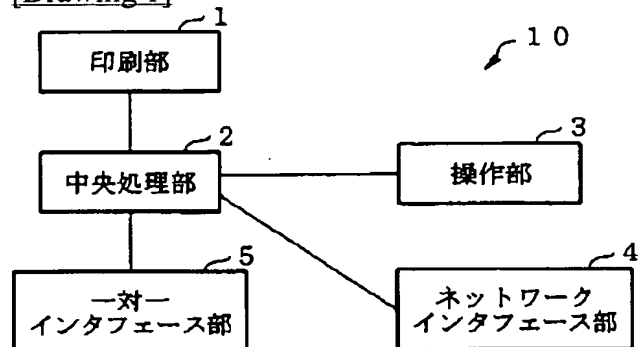 [Drawing 1]
1
印刷部
10
2
中央処理部
3
操作部
5
一対一
インタフェース部
4
ネットワーク
インタフェース部